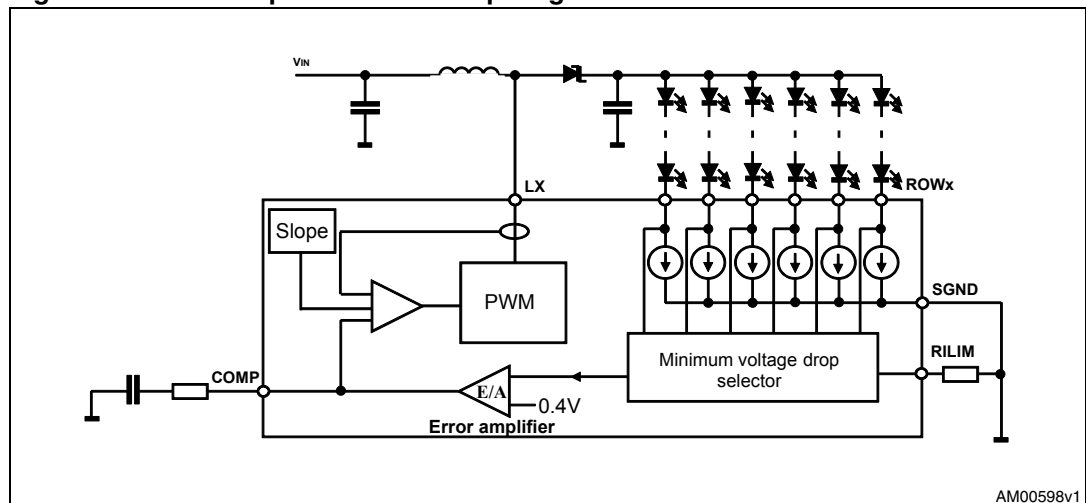 VIN
LX
ROWx
Slope
PWM
SGND
Minimum voltage drop
selector
RILIM
COMP
E/A
0.4V
Error amplifier
AM00598v1